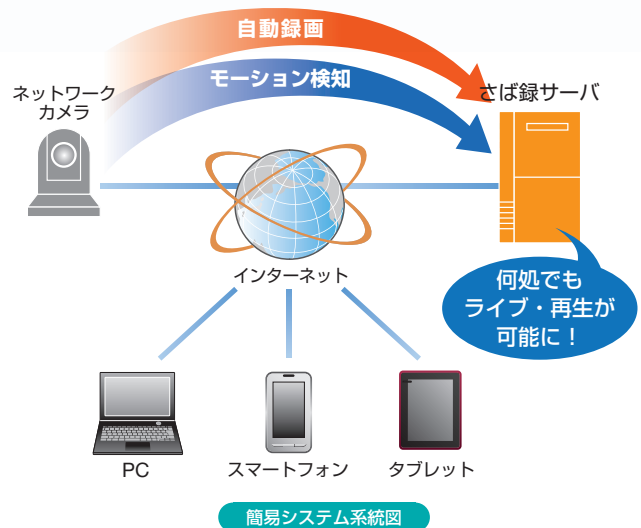 自動録画
モーション検知
ネットワーク
カメラ
さば録サーバ
インターネット
何処でも
ライブ・再生が
可能に！
PC
スマートフォン
タブレット
簡易システム系統図